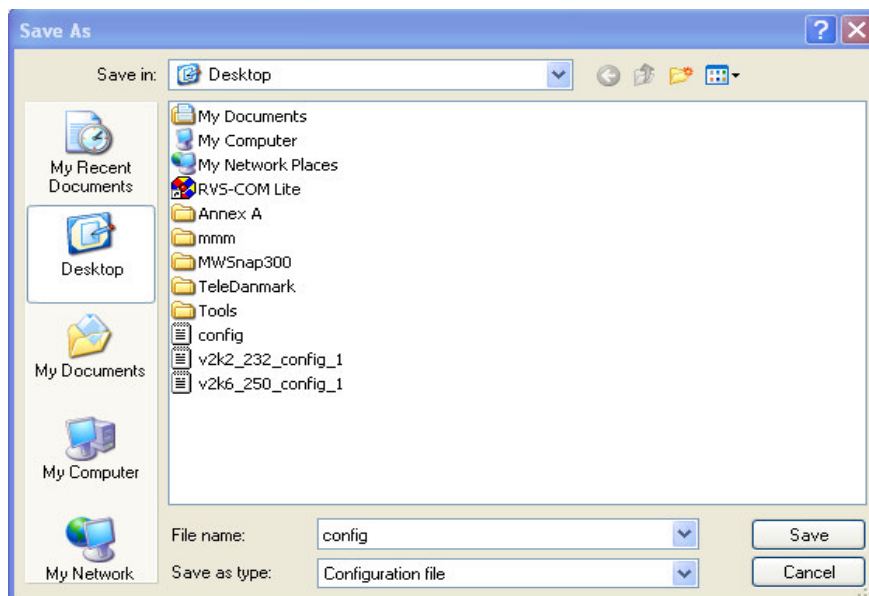 Save As
Save in:
Desktop
My Recent
Documents
Desktop
My Documents
My Computer
My Network
My Documents
My Computer
My Network Places
RVS-COM Lite
Annex A
mmm
MWSnap300
TeleDanmark
Tools
config
v2k2_232_config_1
v2k6_250_config_1
File name:
config
Save
Save as type:
Configuration file
Cancel